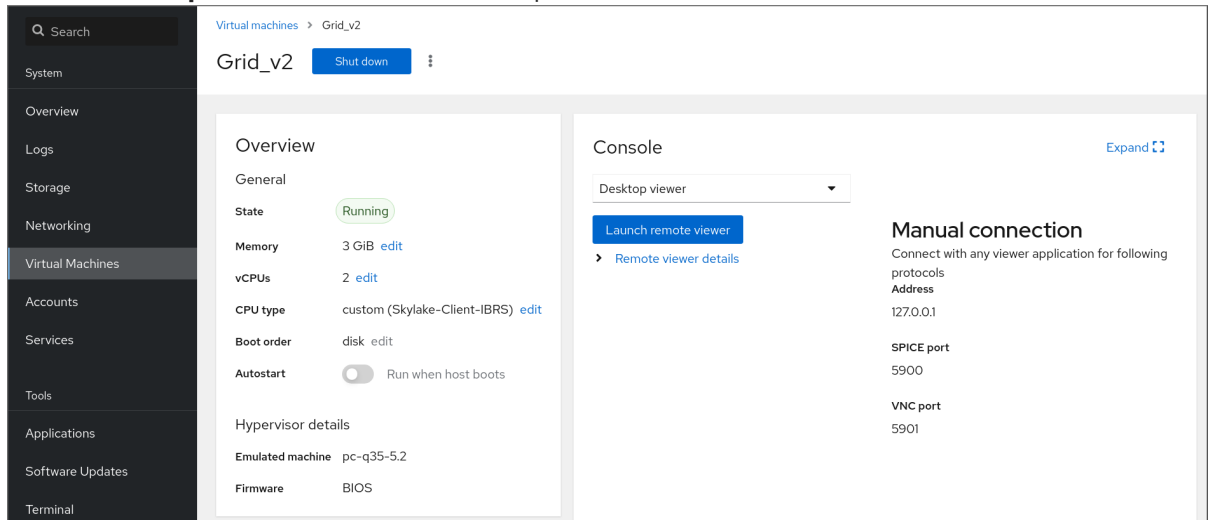 Search
System
Overview
Logs
Storage
Networking
Virtual Machines
Accounts
Services
Tools
Applications
Software Updates
Terminal
Virtual machines > Grid_v2
Grid_v2 Shut down
Overview
General
State Running
Memory 3 GiB edit
vCPUs 2 edit
CPU type custom (Skylake-Client-IBRS) edit
Boot order disk edit
Autostart Run when host boots
Hypervisor details
Emulated machine pc-q35-5.2
Firmware BIOS
Console Expand
Desktop viewer
Launch remote viewer
Remote viewer details
Manual connection
Connect with any viewer application for following
protocols
Address
127.0.0.1
SPICE port
5900
VNC port
5901